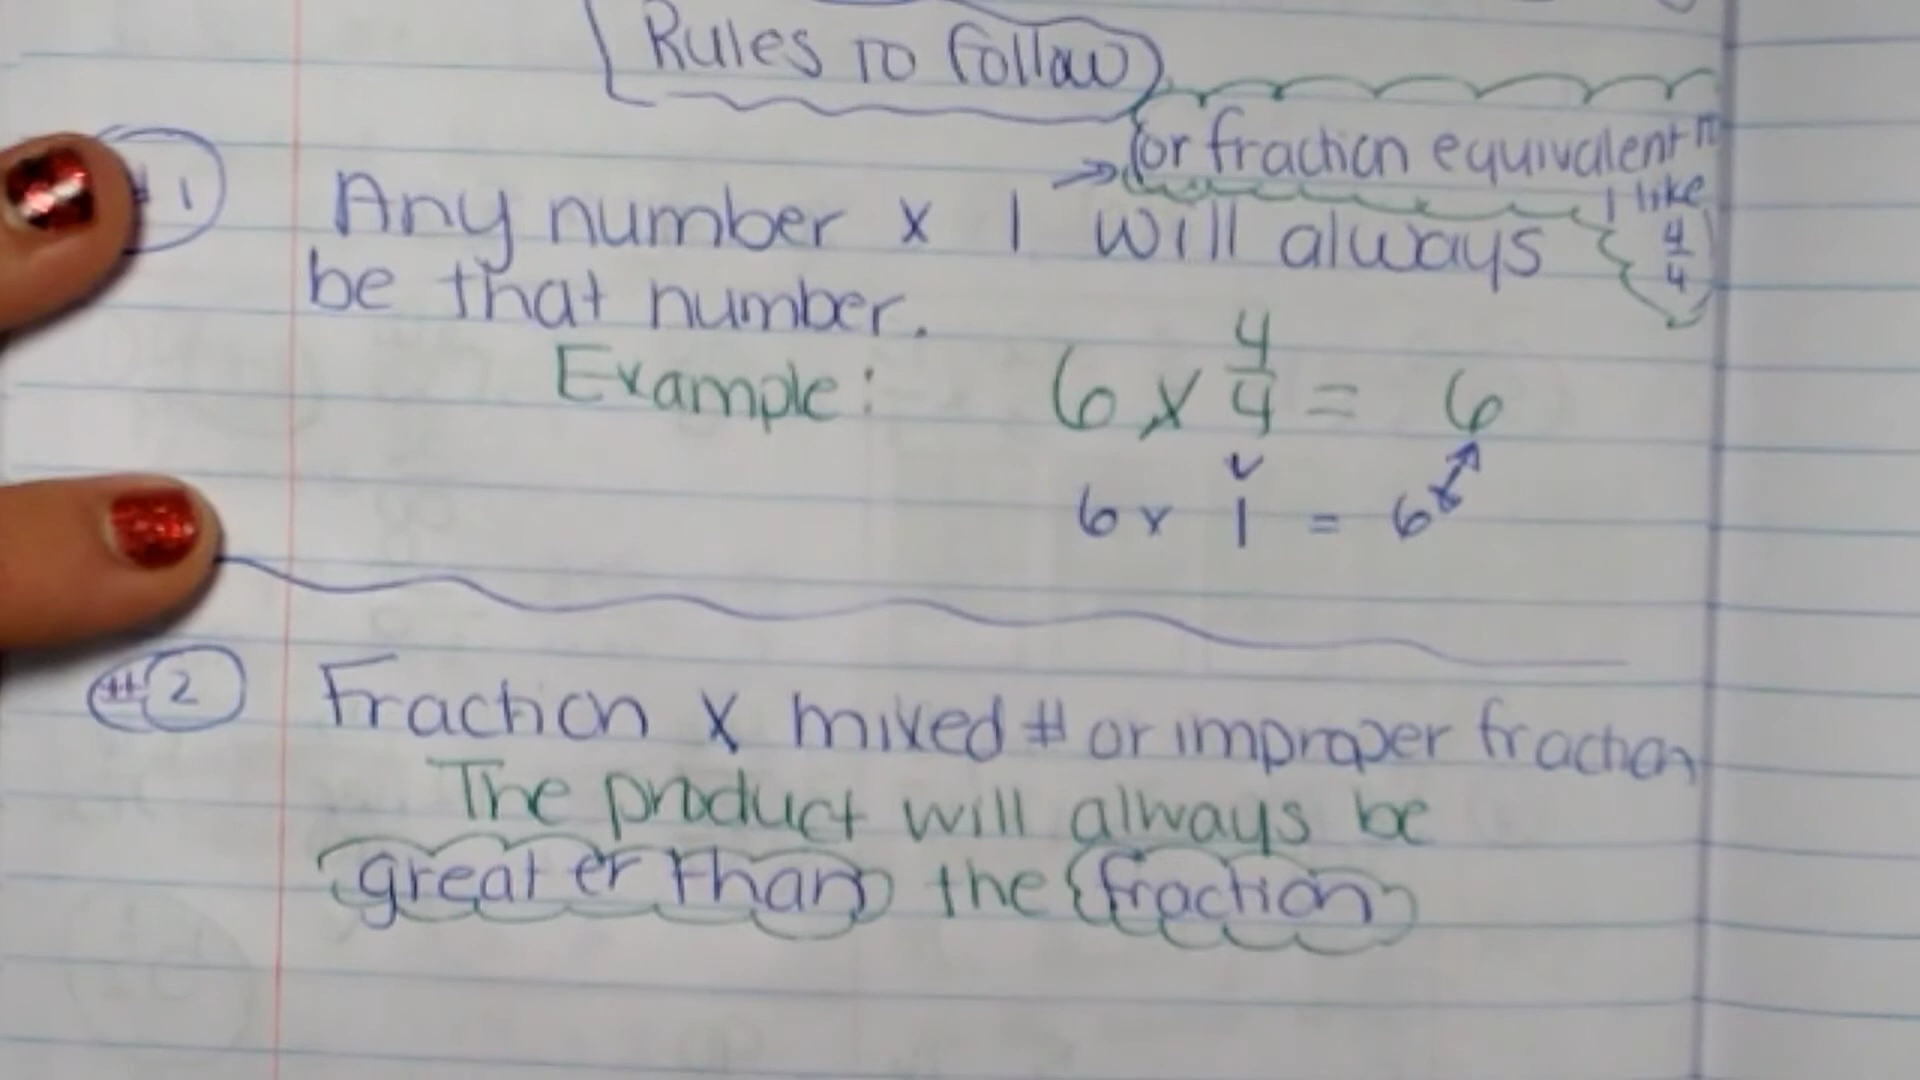 Rules to follow
(or fraction equivalent to
1 like
4/4
#1
Any number x 1 will always
be that number.
Example: 6 x 4/4 = 6
6 x 1 = 6
#2
Fraction x mixed # or improper fraction
The product will always be
greater than the fraction